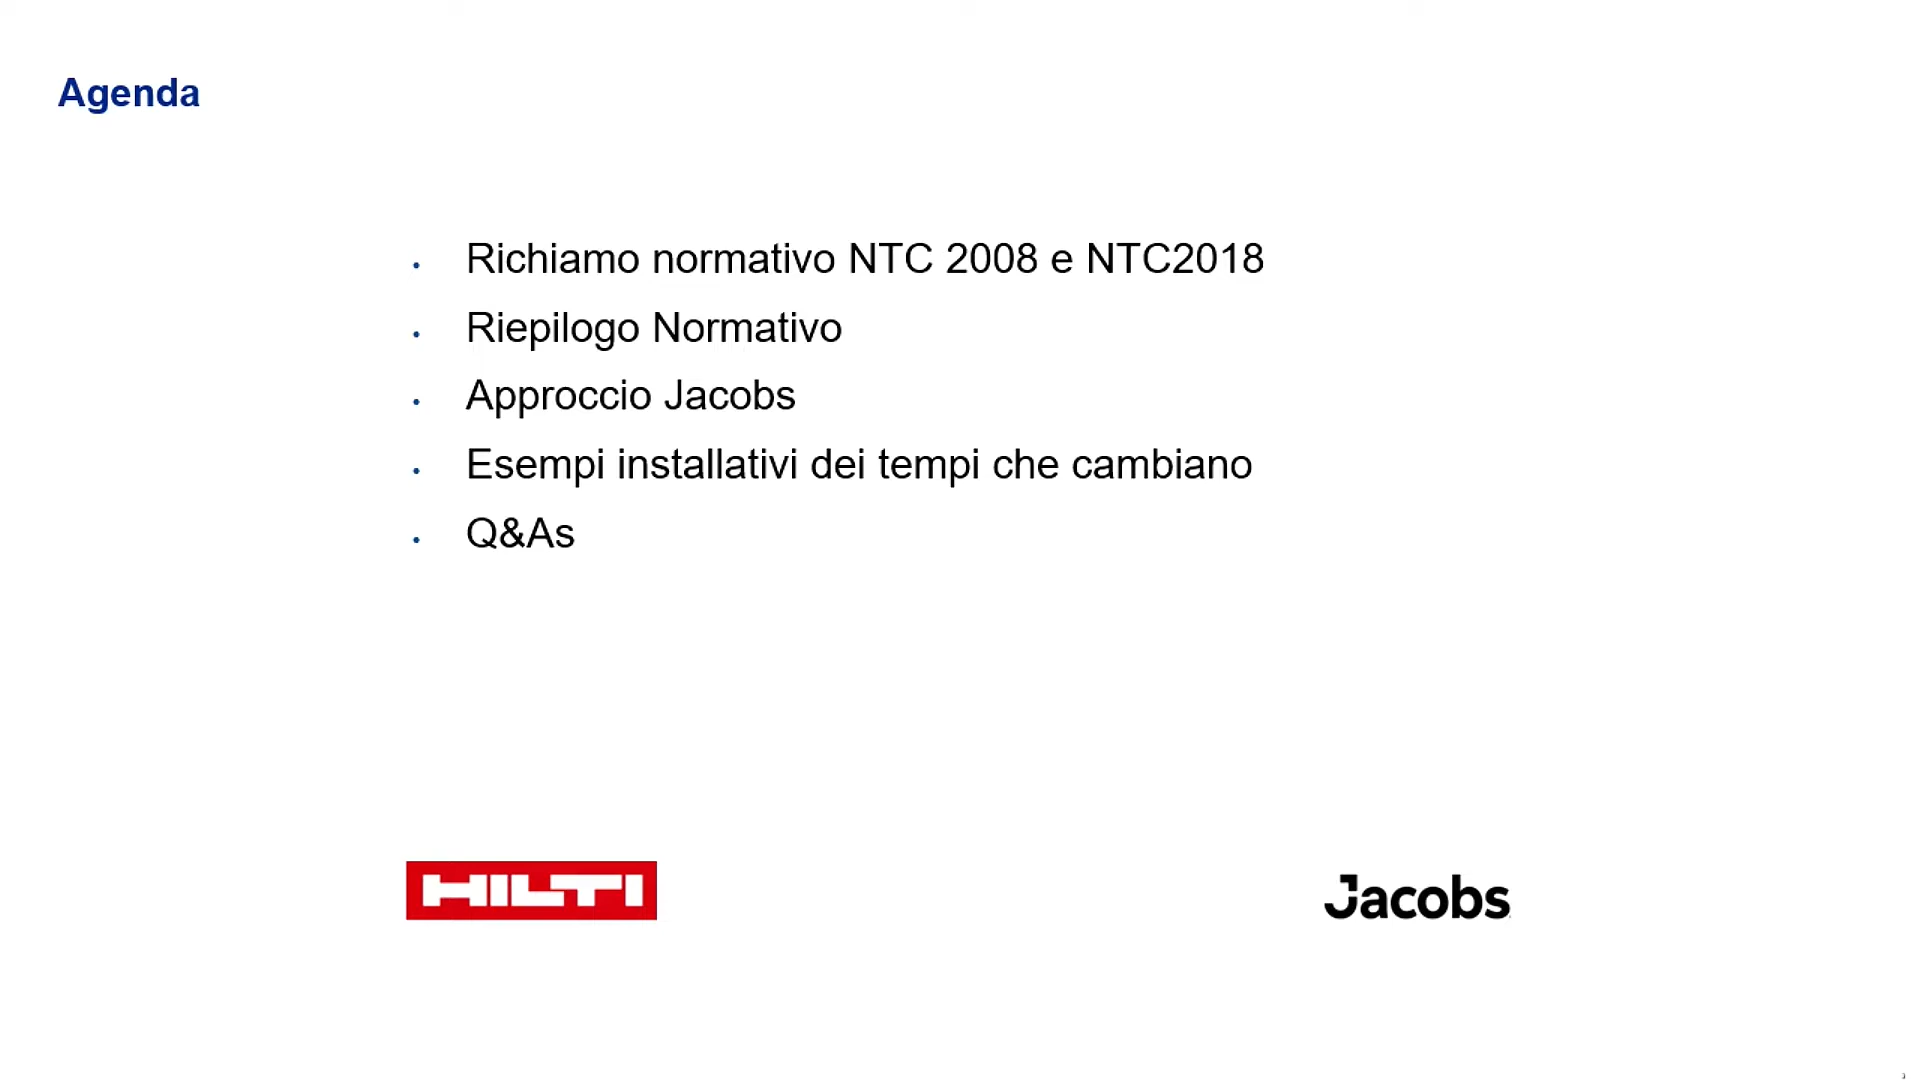 Agenda
• Richiamo normativo NTC 2008 e NTC2018
• Riepilogo Normativo
• Approccio Jacobs
• Esempi installativi dei tempi che cambiano
• Q&As
HILTI
Jacobs